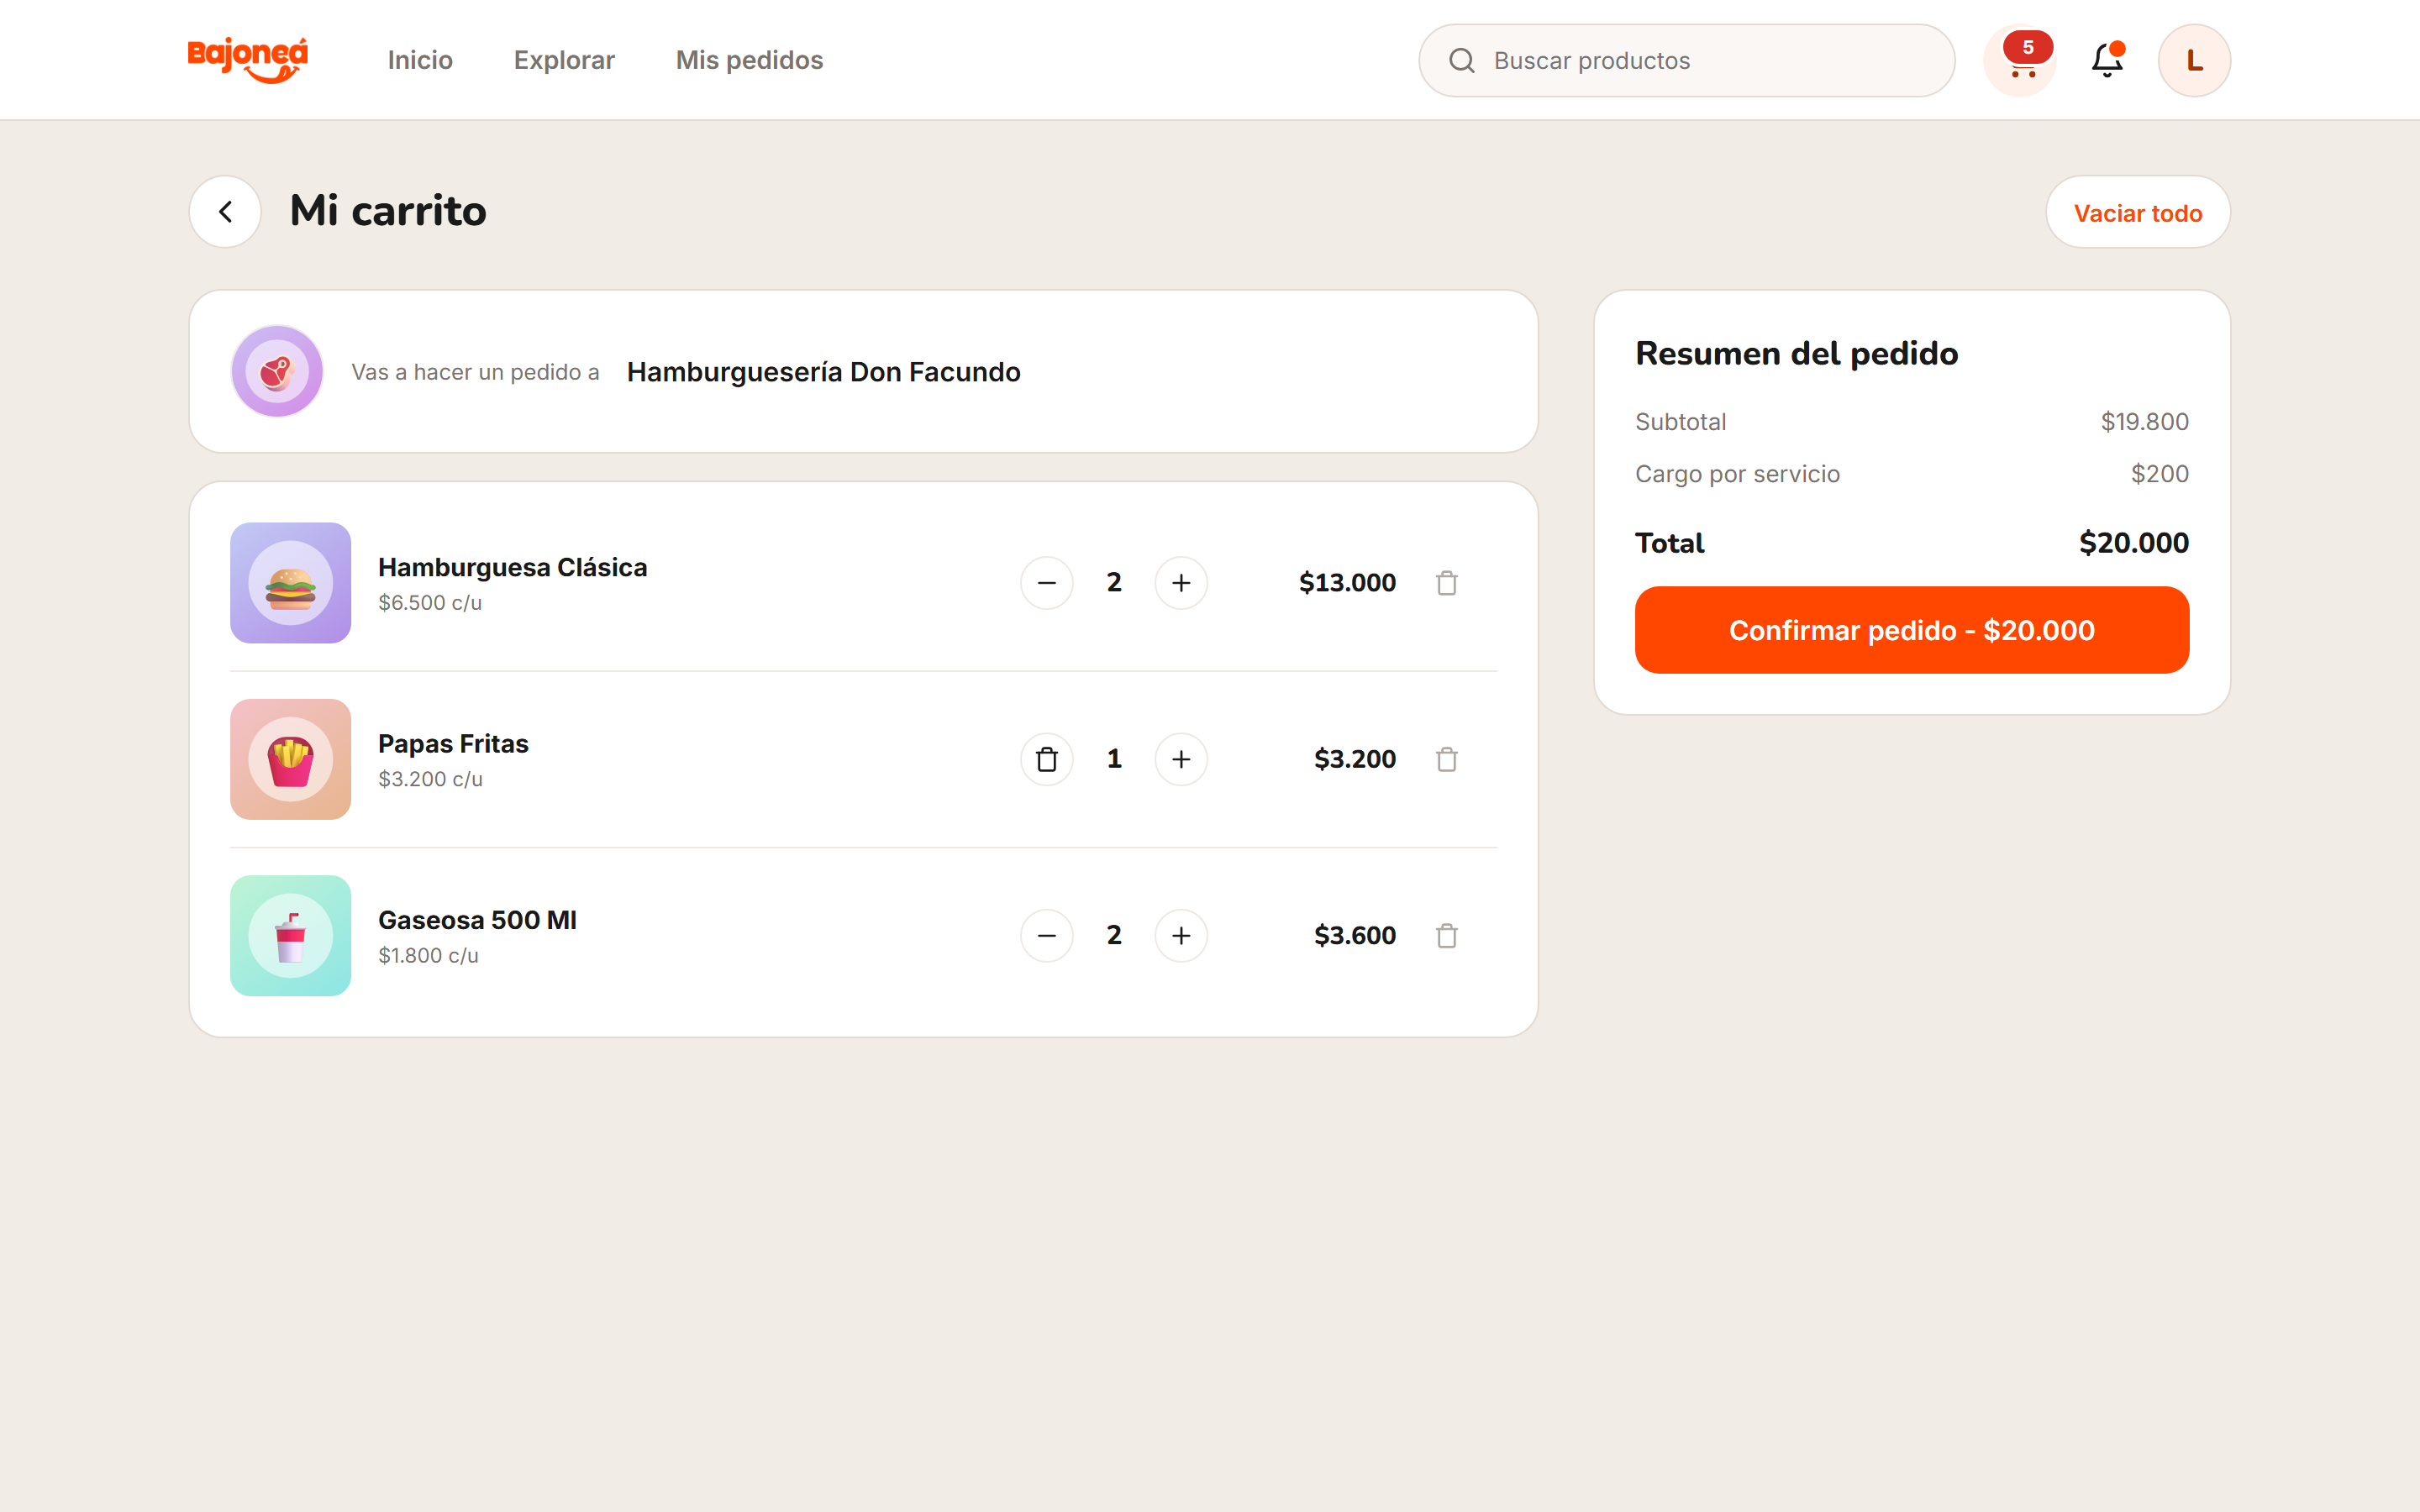 Bajoneá
Inicio
Explorar
Mis pedidos
Buscar productos
5
L
Mi carrito
Vaciar todo
Vas a hacer un pedido a Hamburguesería Don Facundo
Hamburguesa Clásica
$6.500 c/u
2
$13.000
Papas Fritas
$3.200 c/u
1
$3.200
Gaseosa 500 Ml
$1.800 c/u
2
$3.600
Resumen del pedido
Subtotal $19.800
Cargo por servicio $200
Total $20.000
Confirmar pedido - $20.000